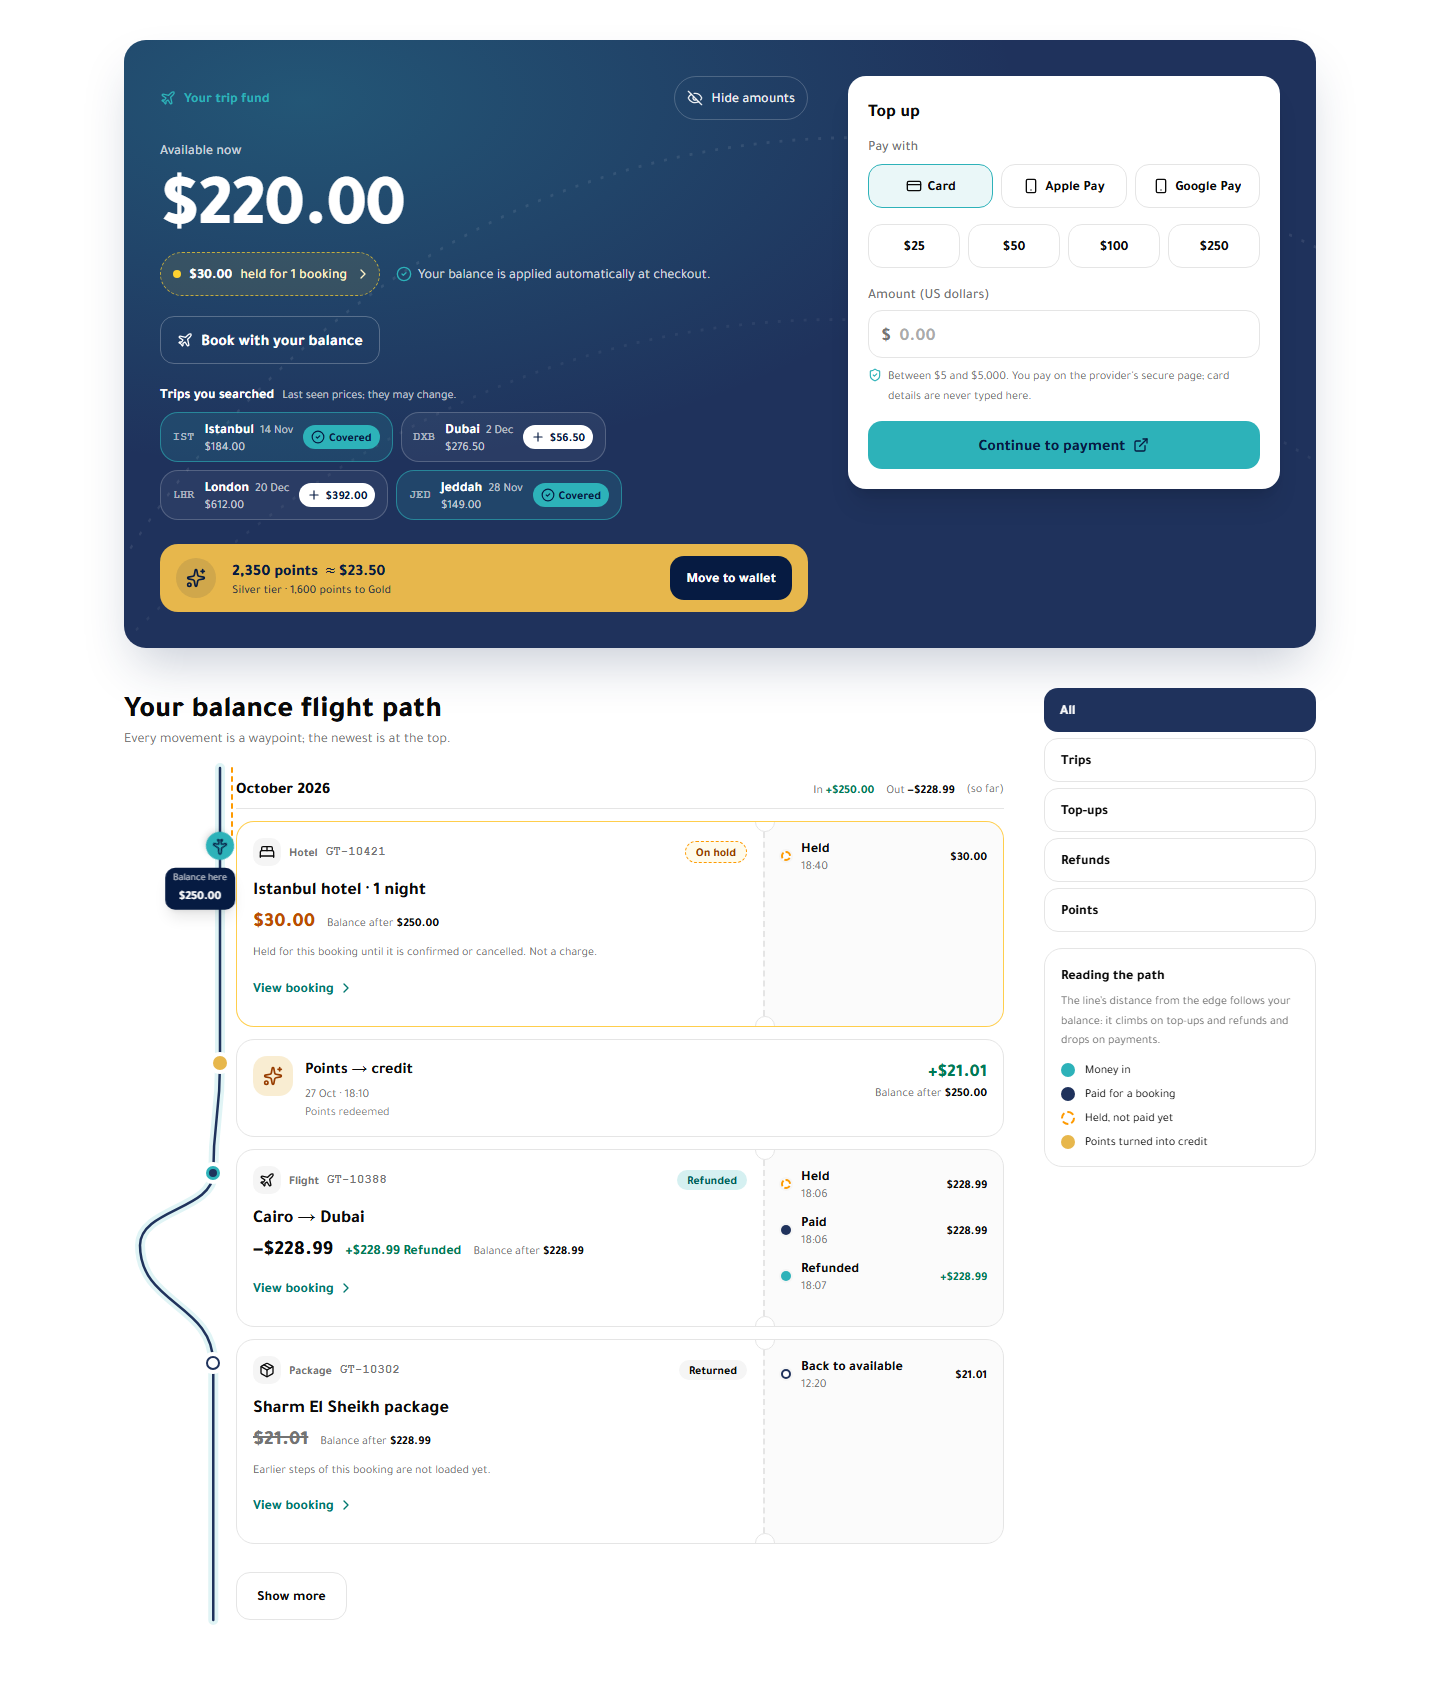 Your trip fund
Hide amounts
Available now
$220.00
$30.00 held for 1 booking
Your balance is applied automatically at checkout.
Book with your balance
Trips you searched Last seen prices; they may change.
IST Istanbul 14 Nov $184.00 Covered
DXB Dubai 2 Dec $276.50 + $56.50
LHR London 20 Dec $612.00 + $392.00
JED Jeddah 28 Nov $149.00 Covered
2,350 points ≈ $23.50
Silver tier · 1,600 points to Gold
Move to wallet
Top up
Pay with
Card
Apple Pay
Google Pay
$25
$50
$100
$250
Amount (US dollars)
$ 0.00
Between $5 and $5,000. You pay on the provider's secure page; card
details are never typed here.
Continue to payment
Your balance flight path
Every movement is a waypoint; the newest is at the top.
October 2026
In +$250.00 Out −$228.99 (so far)
Balance here
$250.00
Hotel GT-10421
On hold
Istanbul hotel · 1 night
$30.00 Balance after $250.00
Held for this booking until it is confirmed or cancelled. Not a charge.
View booking
Held
18:40
$30.00
Points → credit
27 Oct · 18:10
Points redeemed
+$21.01
Balance after $250.00
Flight GT-10388
Refunded
Cairo → Dubai
−$228.99 +$228.99 Refunded Balance after $228.99
View booking
Held
18:06
$228.99
Paid
18:06
$228.99
Refunded
18:07
+$228.99
Package GT-10302
Returned
Sharm El Sheikh package
$21.01 Balance after $228.99
Earlier steps of this booking are not loaded yet.
View booking
Back to available
12:20
$21.01
Show more
All
Trips
Top-ups
Refunds
Points
Reading the path
The line's distance from the edge follows your
balance: it climbs on top-ups and refunds and
drops on payments.
Money in
Paid for a booking
Held, not paid yet
Points turned into credit